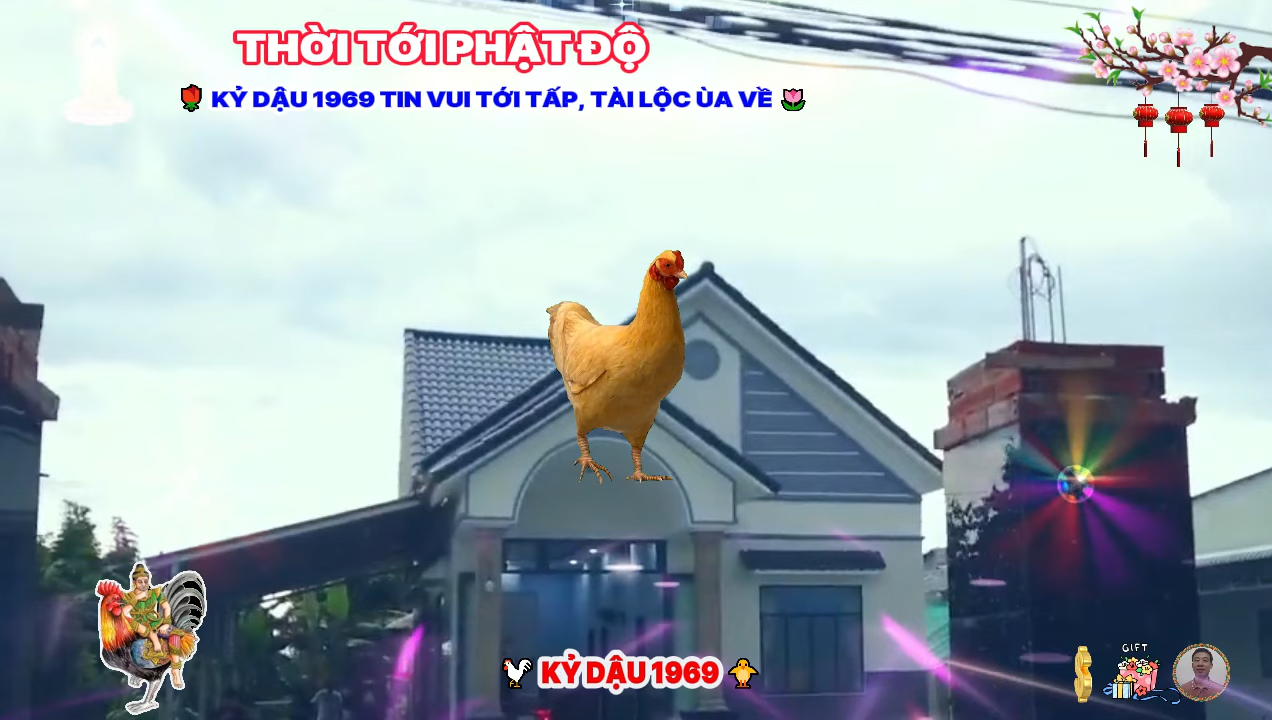 THỜI TỚI PHẬT ĐỘ
KỶ DẬU 1969 TIN VUI TỚI TẤP, TÀI LỘC ÙA VỀ
KỶ DẬU 1969
GIFT